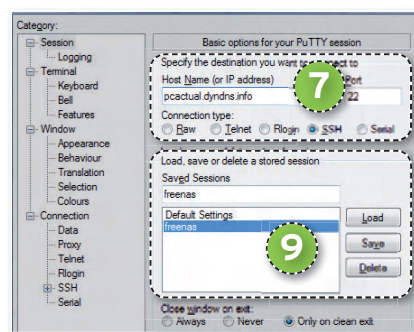 Category:
Session
Logging
Terminal
Keyboard
Bell
Features
Window
Appearance
Behaviour
Translation
Selection
Colours
Connection
Data
Proxy
Telnet
Rlogin
SSH
Serial
Basic options for your PuTTY session
Specify the destination you want to connect to
Host Name (or IP address)
Port
pcactual.dyndns.info
22
7
Connection type:
Raw Telnet Rlogin SSH Serial
Load, save or delete a stored session
Saved Sessions
freenas
Default Settings
freenas
9
Load
Save
Delete
Close window on exit:
Always Never Only on clean exit